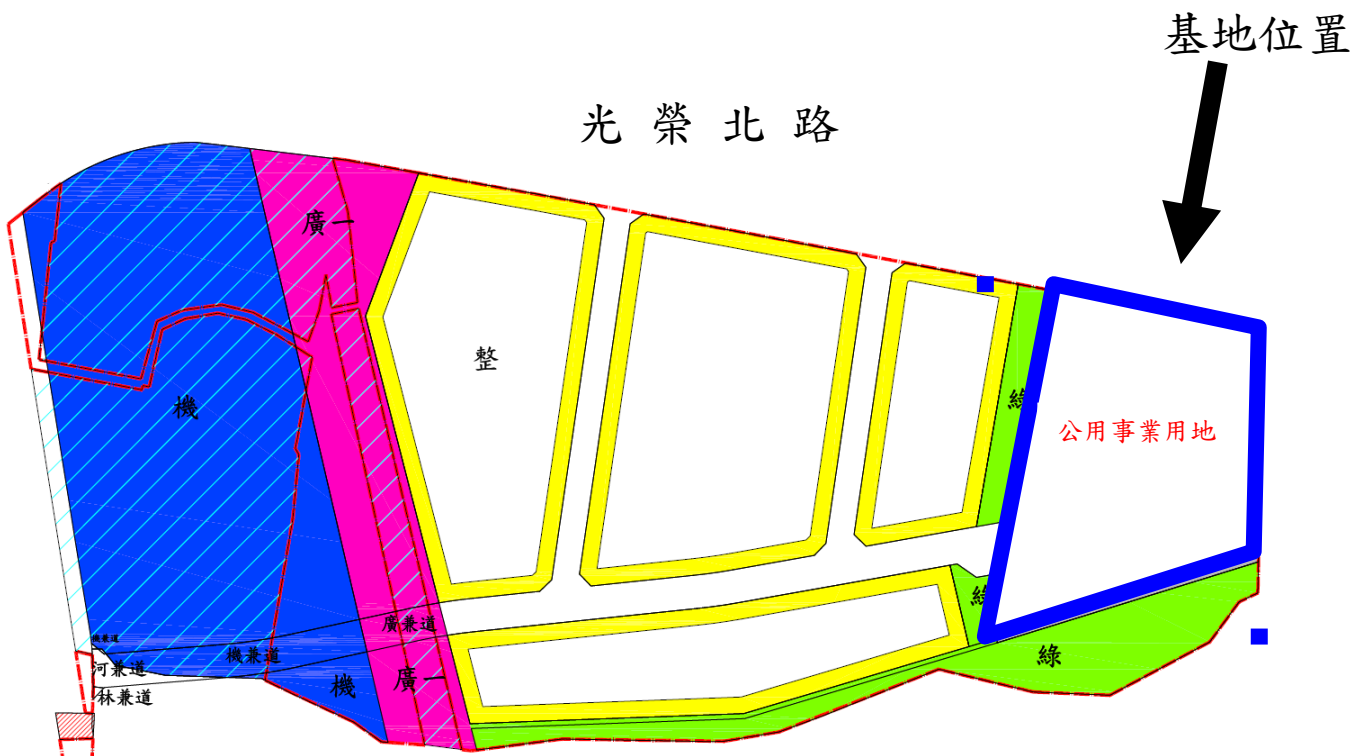 基地位置
光榮北路
廣一
整
機
綠
公用事業用地
綠
廣兼道
機兼道
河兼道
林兼道
機
廣一
綠